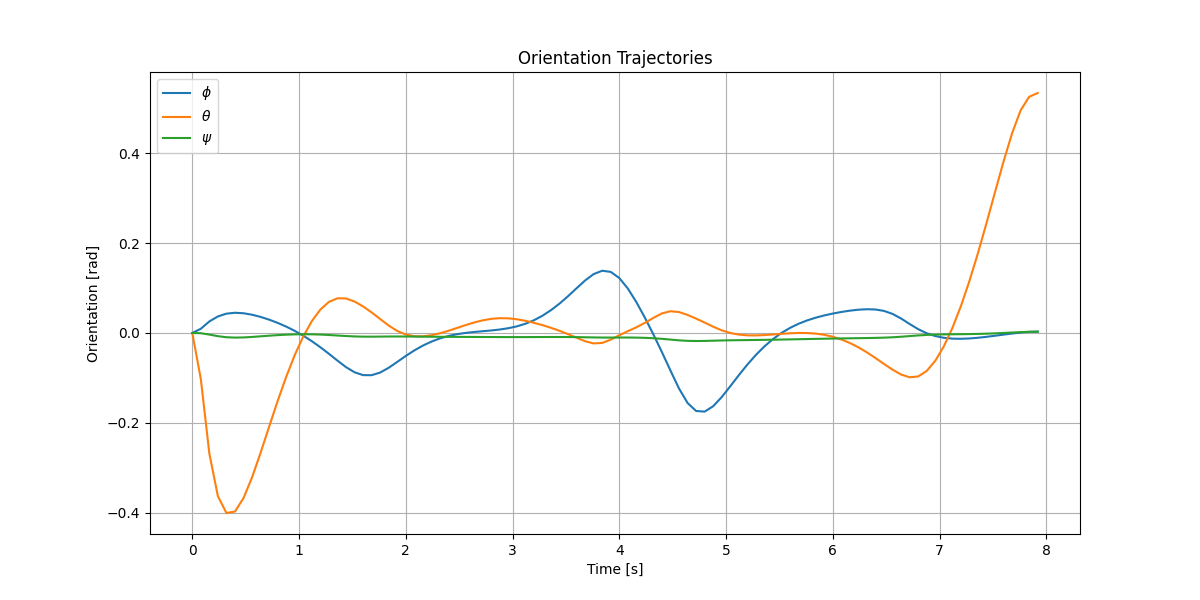 Orientation Trajectories
ϕ
θ
ψ
0.4
0.2
0.0
−0.2
−0.4
Orientation [rad]
0 1 2 3 4 5 6 7 8
Time [s]